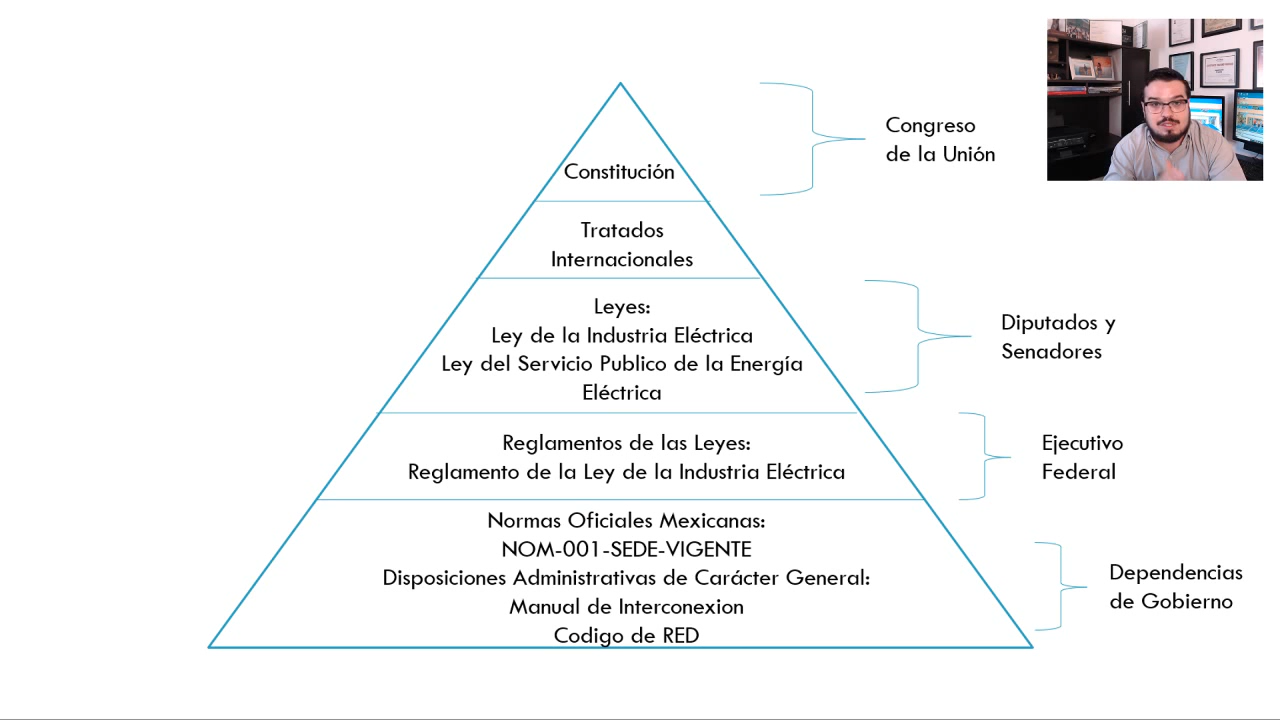 Constitución
Congreso
de la Unión
Tratados
Internacionales
Leyes:
Ley de la Industria Eléctrica
Ley del Servicio Publico de la Energía
Eléctrica
Diputados y
Senadores
Reglamentos de las Leyes:
Reglamento de la Ley de la Industria Eléctrica
Ejecutivo
Federal
Normas Oficiales Mexicanas:
NOM-001-SEDE-VIGENTE
Disposiciones Administrativas de Carácter General:
Manual de Interconexion
Codigo de RED
Dependencias
de Gobierno